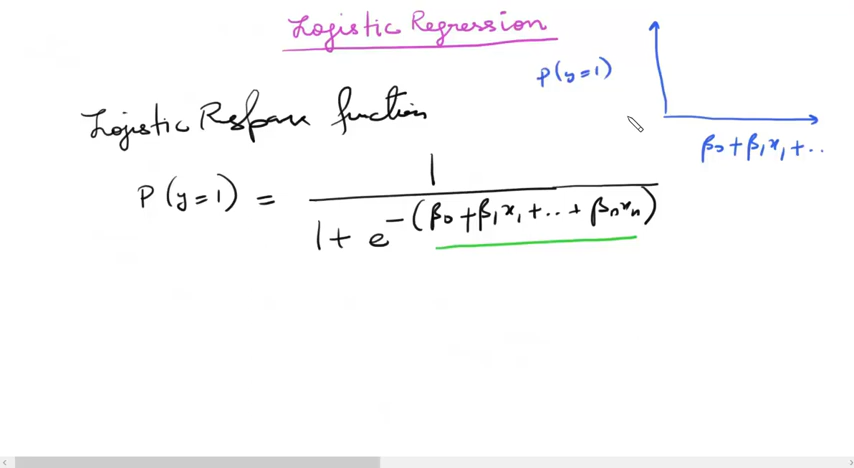 Logistic Regression
P(y=1)
β₀+β₁x₁+..
Logistic Response function
P(y=1) = 1 / (1+e^-(β₀+β₁x₁+..+βₙxₙ))